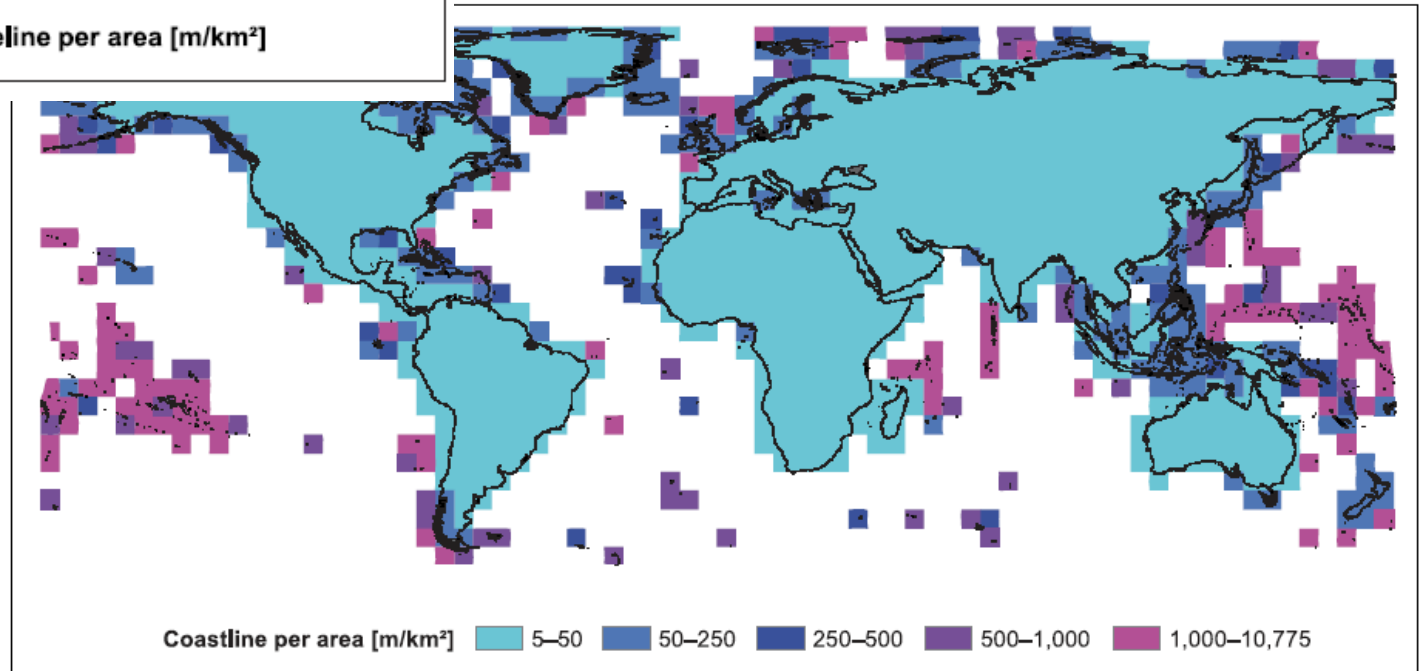 line per area [m/km²]
Coastline per area [m/km²] 5–50 50–250 250–500 500–1,000 1,000–10,775